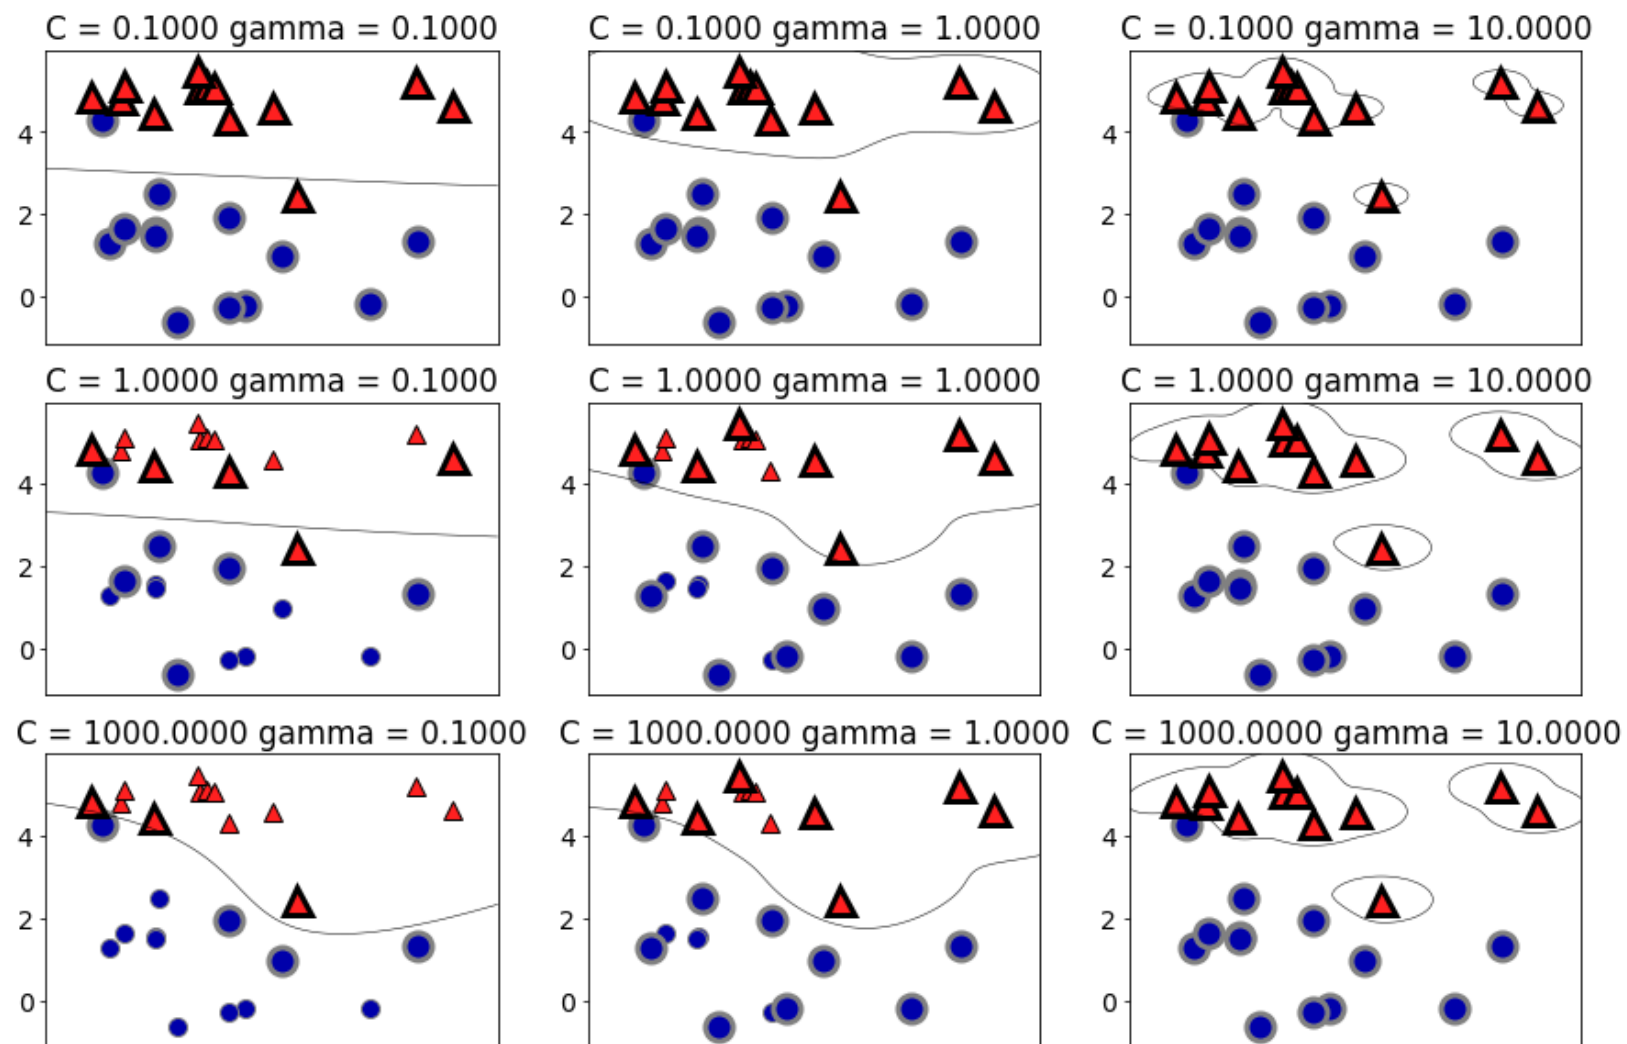 C = 0.1000 gamma = 0.1000 C = 0.1000 gamma = 1.0000 C = 0.1000 gamma = 10.0000
4 4 4
2 2 2
0 0 0
C = 1.0000 gamma = 0.1000 C = 1.0000 gamma = 1.0000 C = 1.0000 gamma = 10.0000
4 4 4
2 2 2
0 0 0
C = 1000.0000 gamma = 0.1000 C = 1000.0000 gamma = 1.0000 C = 1000.0000 gamma = 10.0000
4 4 4
2 2 2
0 0 0